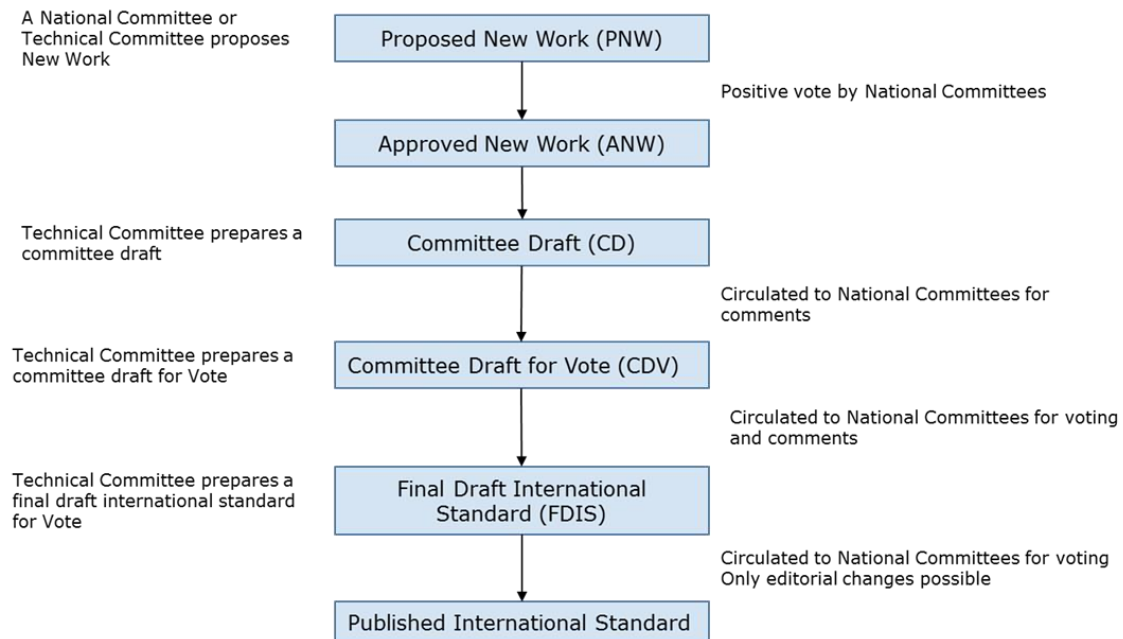 A National Committee or
Technical Committee proposes
New Work
Proposed New Work (PNW)
Positive vote by National Committees
Approved New Work (ANW)
Technical Committee prepares a
committee draft
Committee Draft (CD)
Circulated to National Committees for
comments
Technical Committee prepares a
committee draft for Vote
Committee Draft for Vote (CDV)
Circulated to National Committees for voting
and comments
Technical Committee prepares a
final draft international standard
for Vote
Final Draft International
Standard (FDIS)
Circulated to National Committees for voting
Only editorial changes possible
Published International Standard